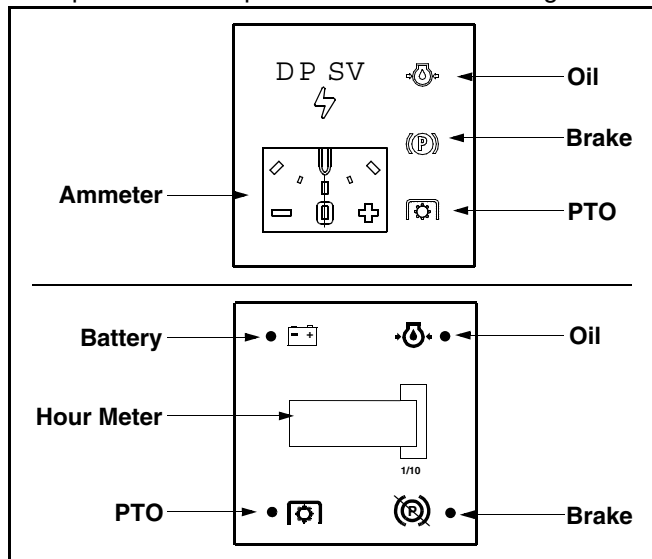 DP SV
Oil
Brake
Ammeter
PTO
Battery
Oil
Hour Meter
1/10
PTO
Brake